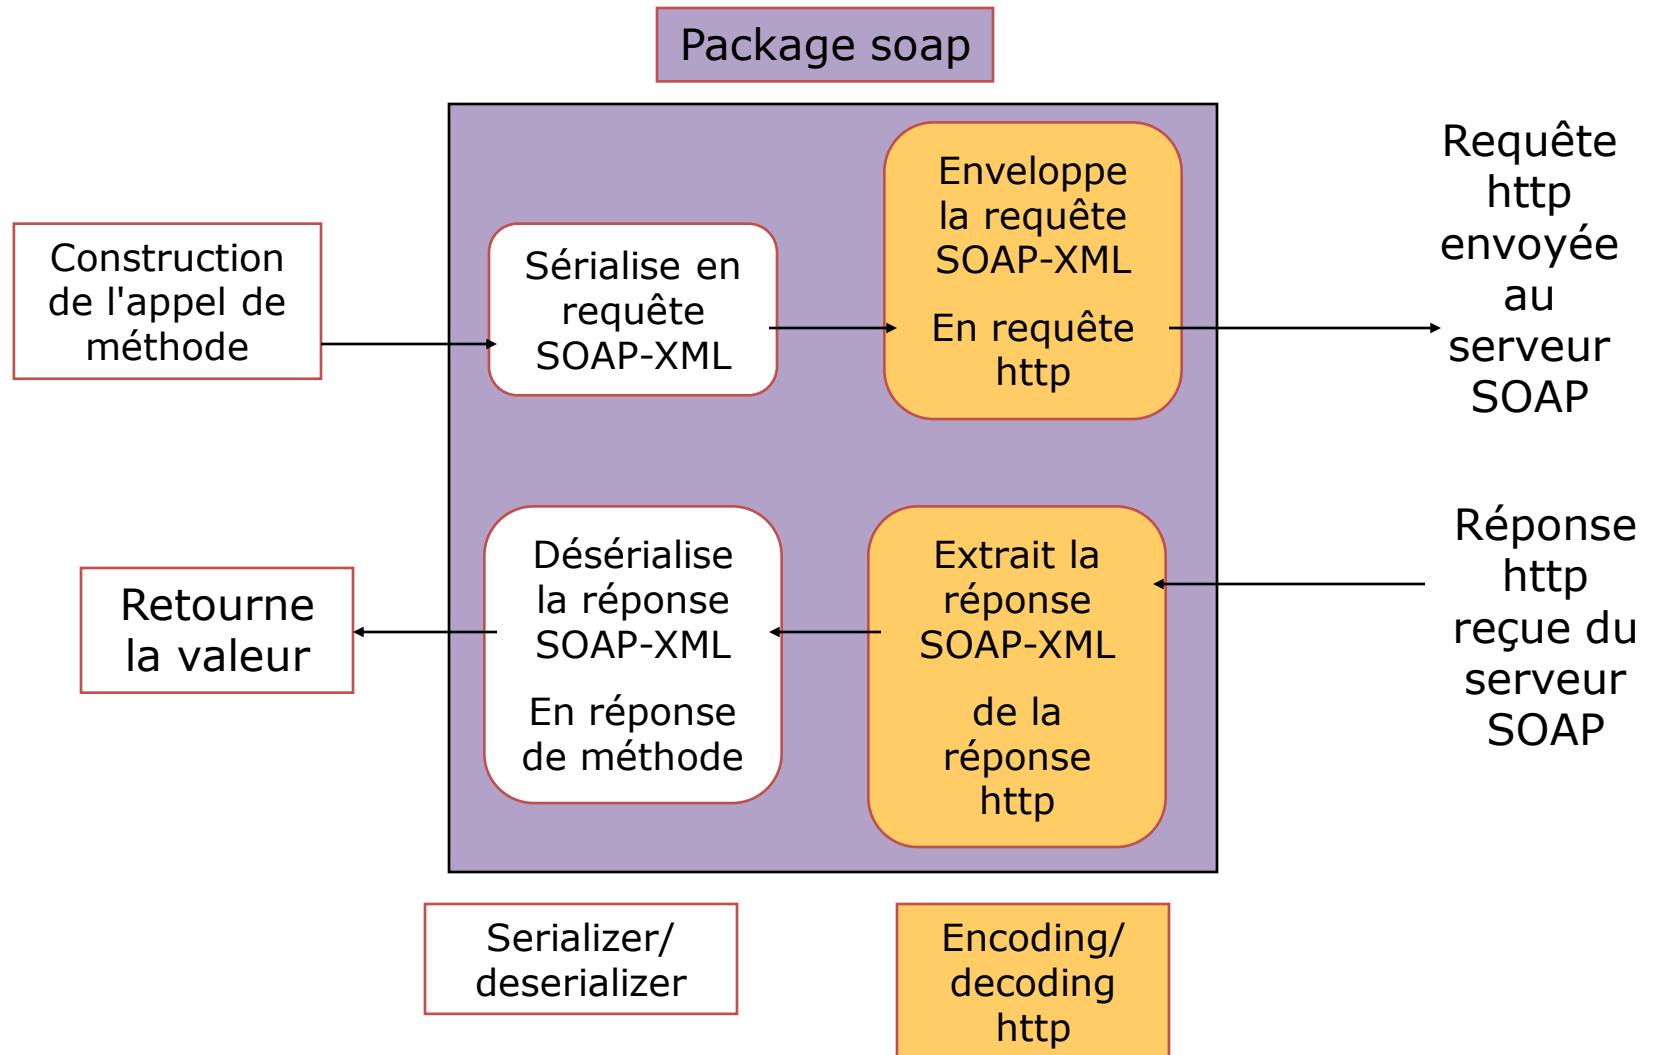 Package soap
Construction
de l'appel de
méthode
Sérialise en
requête
SOAP-XML
Enveloppe
la requête
SOAP-XML
En requête
http
Requête
http
envoyée
au
serveur
SOAP
Retourne
la valeur
Désérialise
la réponse
SOAP-XML
En réponse
de méthode
Extrait la
réponse
SOAP-XML
de la
réponse
http
Réponse
http
reçue du
serveur
SOAP
Serializer/
deserializer
Encoding/
decoding
http